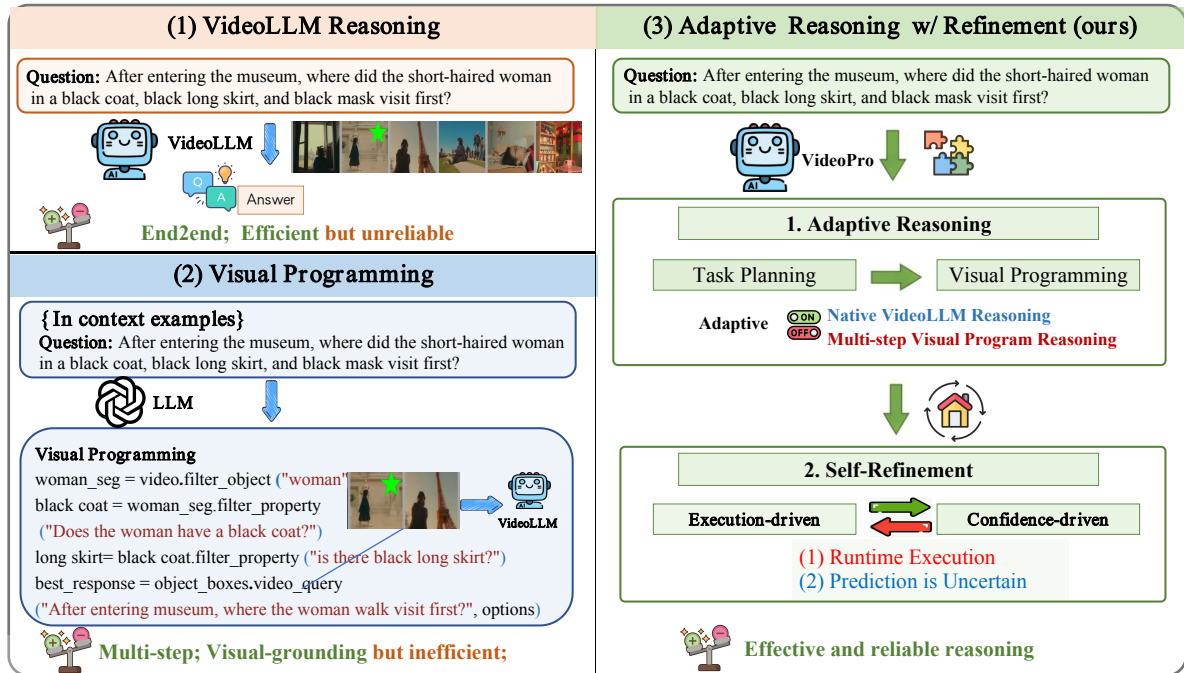 (1) VideoLLM Reasoning
Question: After entering the museum, where did the short-haired woman
in a black coat, black long skirt, and black mask visit first?
VideoLLM
AI
Q
A
Answer
End2end; Efficient but unreliable
(2) Visual Programming
{ In context examples}
Question: After entering the museum, where did the short-haired woman
in a black coat, black long skirt, and black mask visit first?
LLM
Visual Programming
woman_seg = video.filter_object ("woman"
black coat = woman_seg.filter_property
("Does the woman have a black coat?")
long skirt= black coat.filter_property ("is there black long skirt?")
best_response = object_boxes.video_query
("After entering museum, where the woman walk visit first?", options)
VideoLLM
Multi-step; Visual-grounding but inefficient;
(3) Adaptive Reasoning w/ Refinement (ours)
Question: After entering the museum, where did the short-haired woman
in a black coat, black long skirt, and black mask visit first?
AI
VideoPro
1. Adaptive Reasoning
Task Planning
Visual Programming
Adaptive
ON
Native VideoLLM Reasoning
OFF
Multi-step Visual Program Reasoning
2. Self-Refinement
Execution-driven
Confidence-driven
(1) Runtime Execution
(2) Prediction is Uncertain
Effective and reliable reasoning